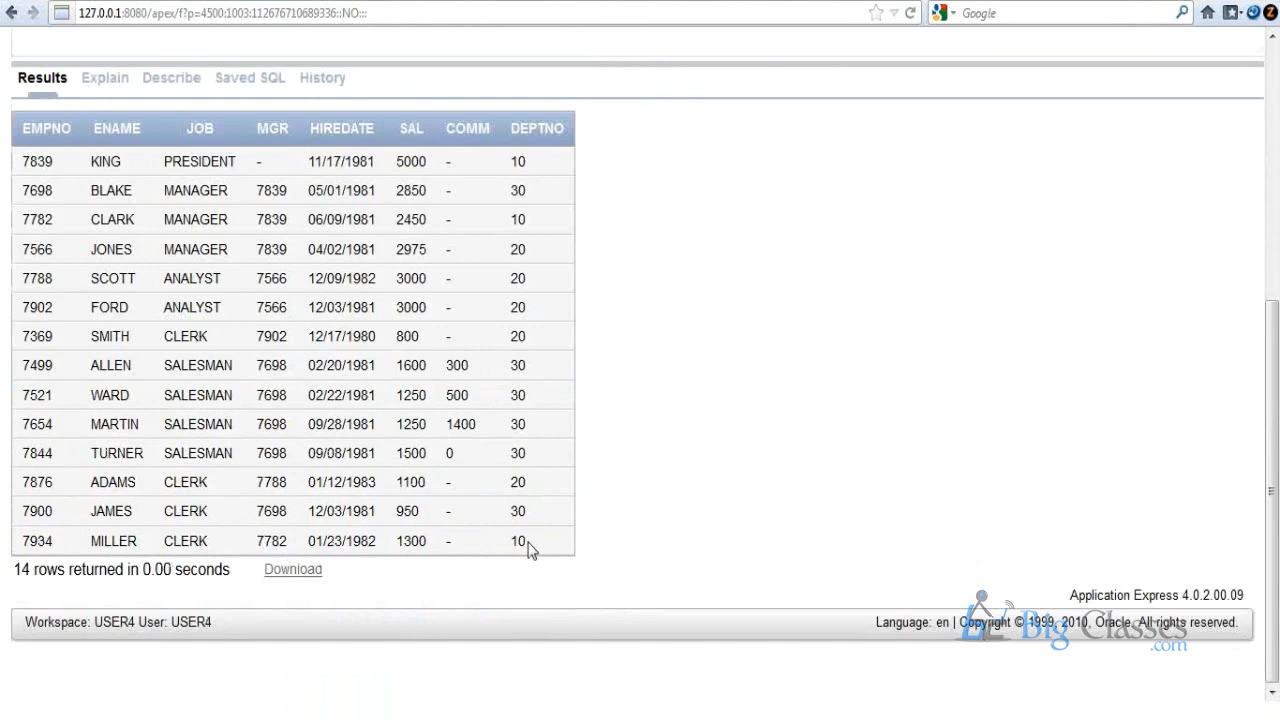 127.0.0.1:8080/apex/f?p=4500:1003:112676710689336::NO:::
Google
Results Explain Describe Saved SQL History
EMPNO ENAME JOB MGR HIREDATE SAL COMM DEPTNO
7839 KING PRESIDENT - 11/17/1981 5000 - 10
7698 BLAKE MANAGER 7839 05/01/1981 2850 - 30
7782 CLARK MANAGER 7839 06/09/1981 2450 - 10
7566 JONES MANAGER 7839 04/02/1981 2975 - 20
7788 SCOTT ANALYST 7566 12/09/1982 3000 - 20
7902 FORD ANALYST 7566 12/03/1981 3000 - 20
7369 SMITH CLERK 7902 12/17/1980 800 - 20
7499 ALLEN SALESMAN 7698 02/20/1981 1600 300 30
7521 WARD SALESMAN 7698 02/22/1981 1250 500 30
7654 MARTIN SALESMAN 7698 09/28/1981 1250 1400 30
7844 TURNER SALESMAN 7698 09/08/1981 1500 0 30
7876 ADAMS CLERK 7788 01/12/1983 1100 - 20
7900 JAMES CLERK 7698 12/03/1981 950 - 30
7934 MILLER CLERK 7782 01/23/1982 1300 - 10
14 rows returned in 0.00 seconds Download
Application Express 4.0.2.00.09
Workspace: USER4 User: USER4
Language: en | Copyright © 1999, 2010, Oracle. All rights reserved.
Big Classes
.com